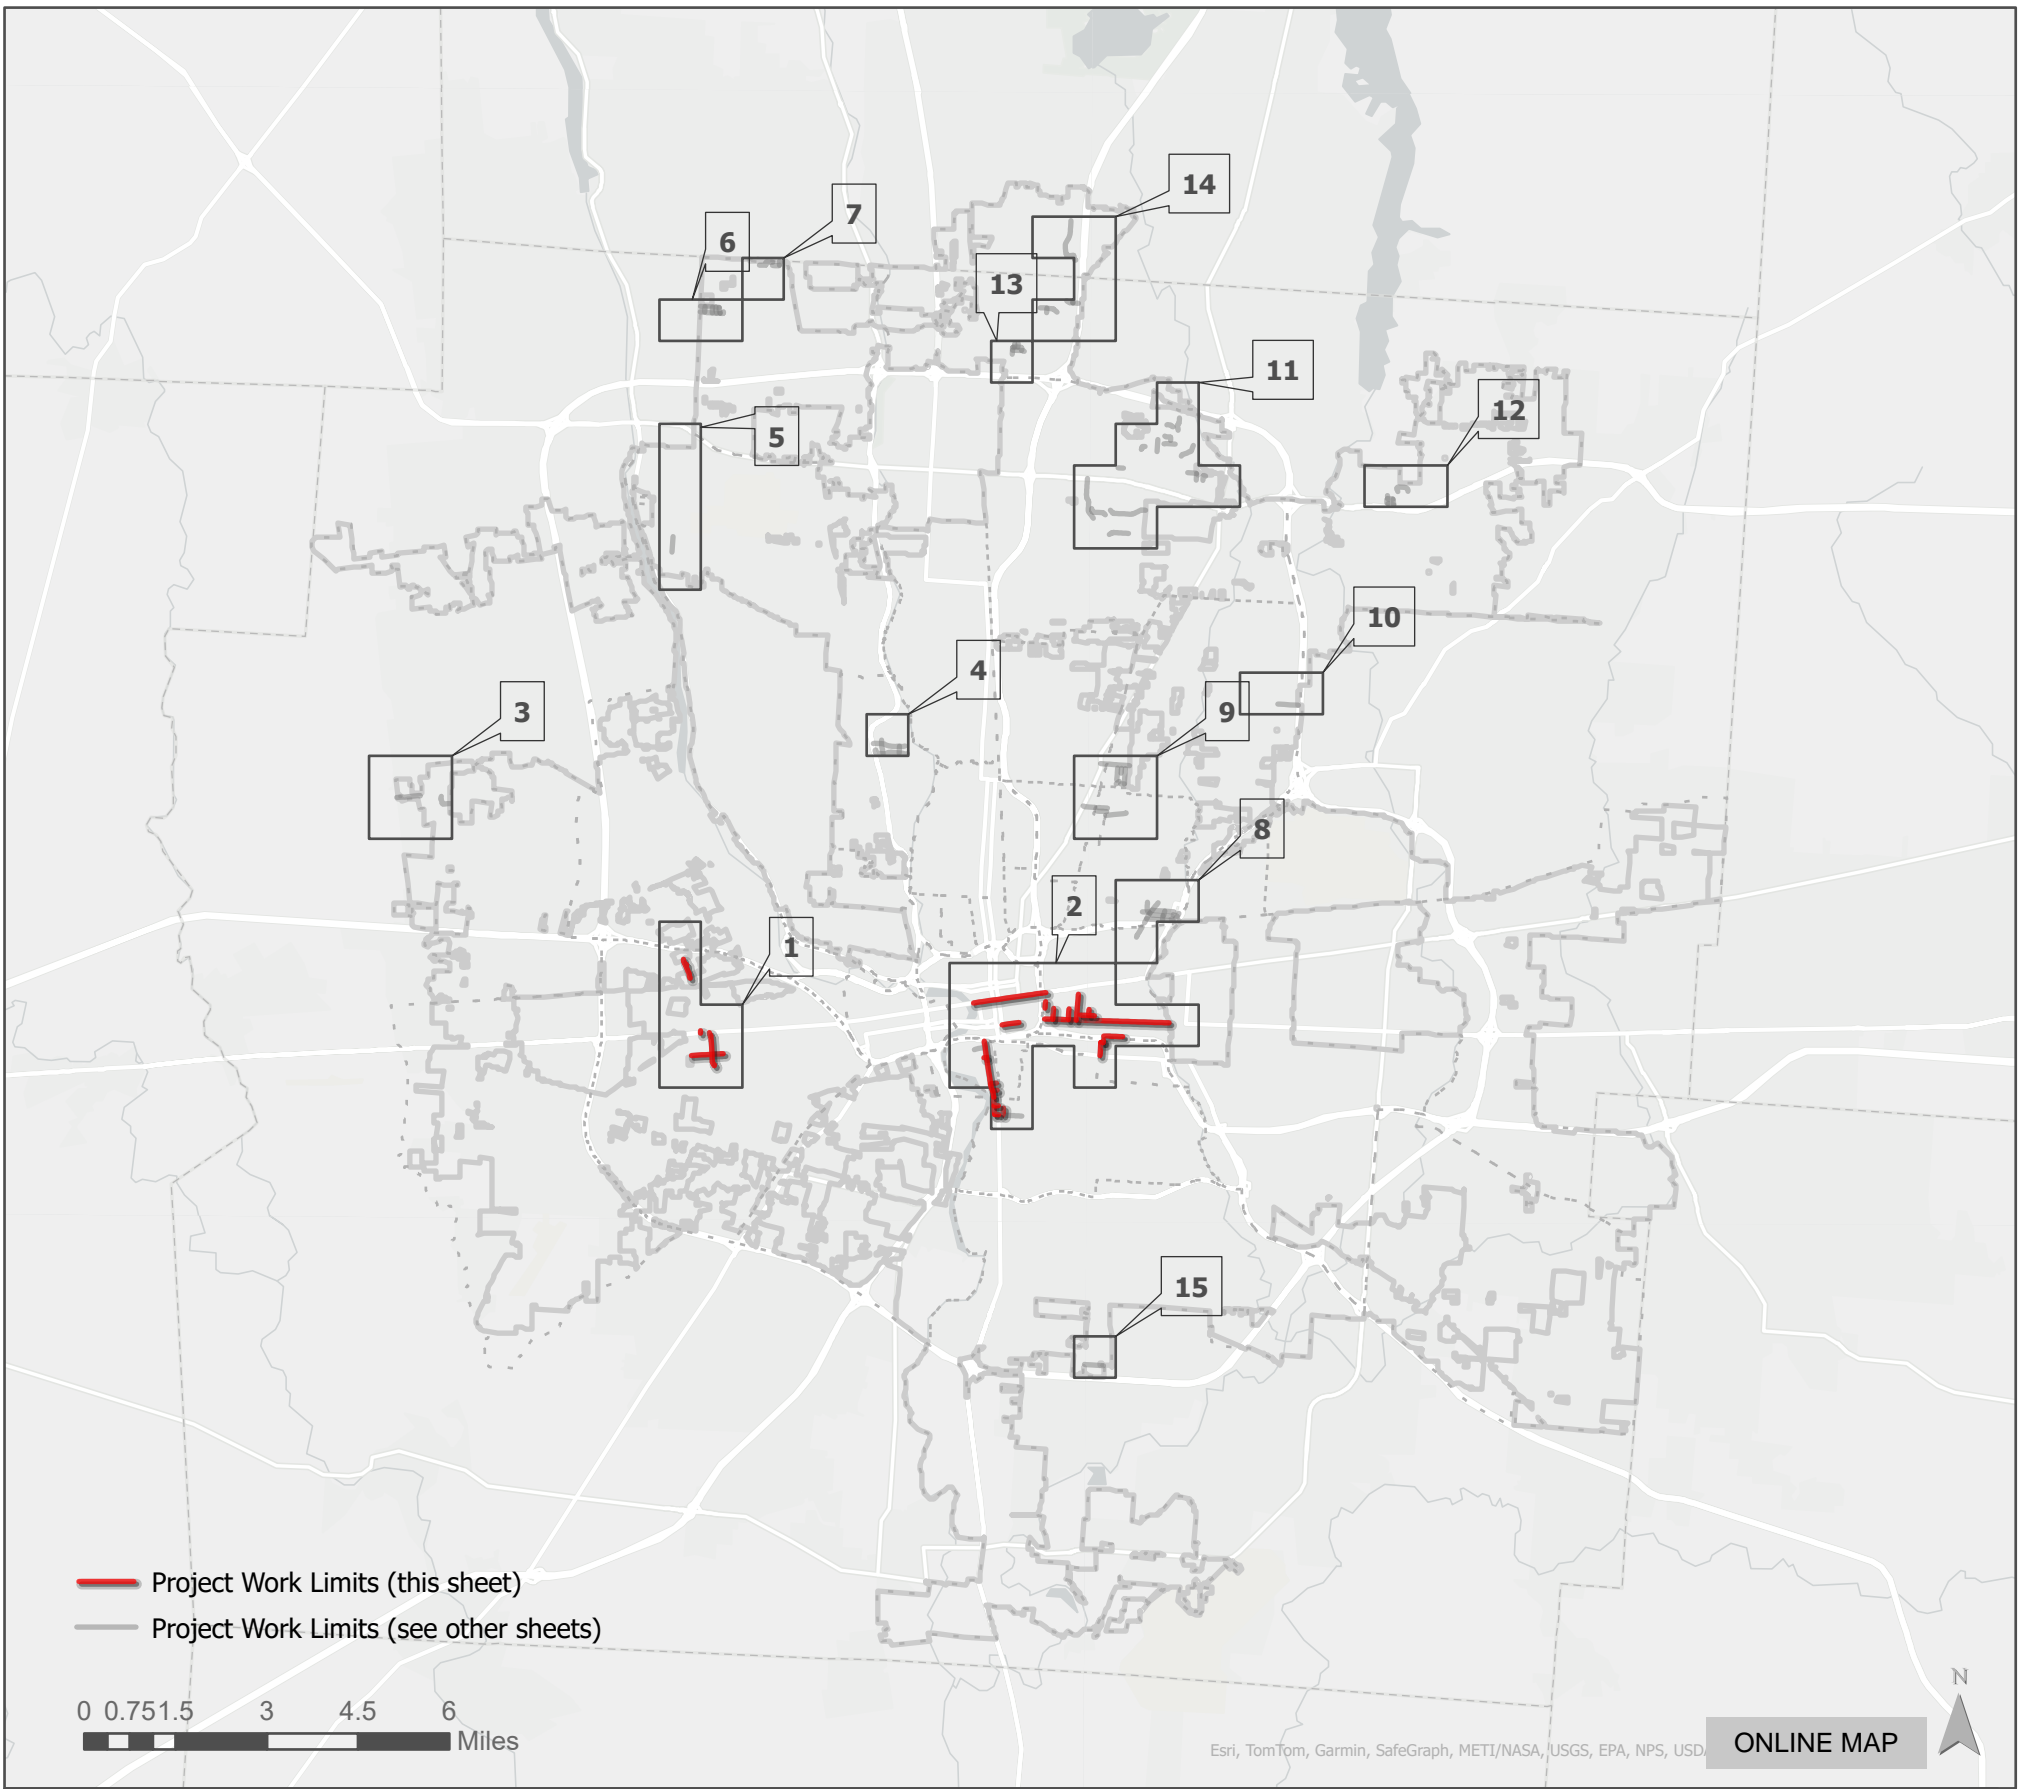 14
7
6
13
11
12
5
10
4
9
3
8
2
1
15
Project Work Limits (this sheet)
Project Work Limits (see other sheets)
0 0.75 1.5 3 4.5 6
Miles
N
Esri, TomTom, Garmin, SafeGraph, METI/NASA, USGS, EPA, NPS, USDA
ONLINE MAP